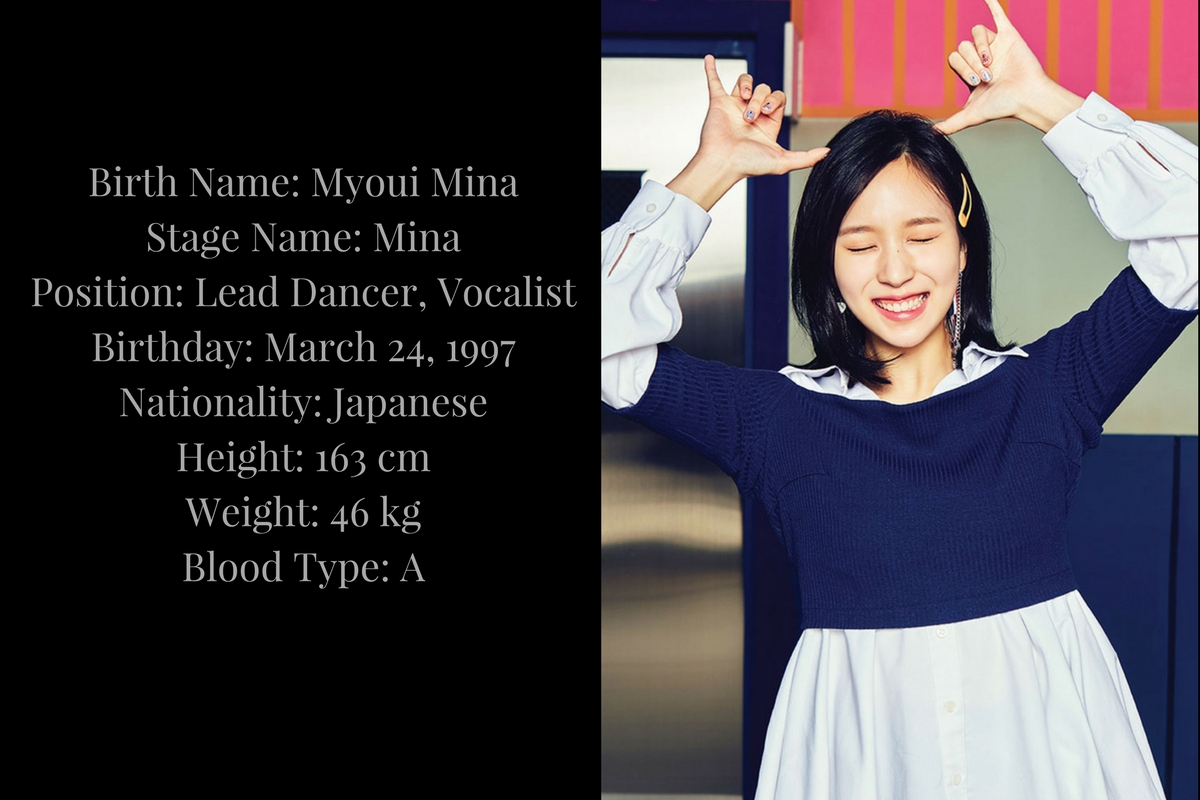 Birth Name: Myoui Mina
Stage Name: Mina
Position: Lead Dancer, Vocalist
Birthday: March 24, 1997
Nationality: Japanese
Height: 163 cm
Weight: 46 kg
Blood Type: A